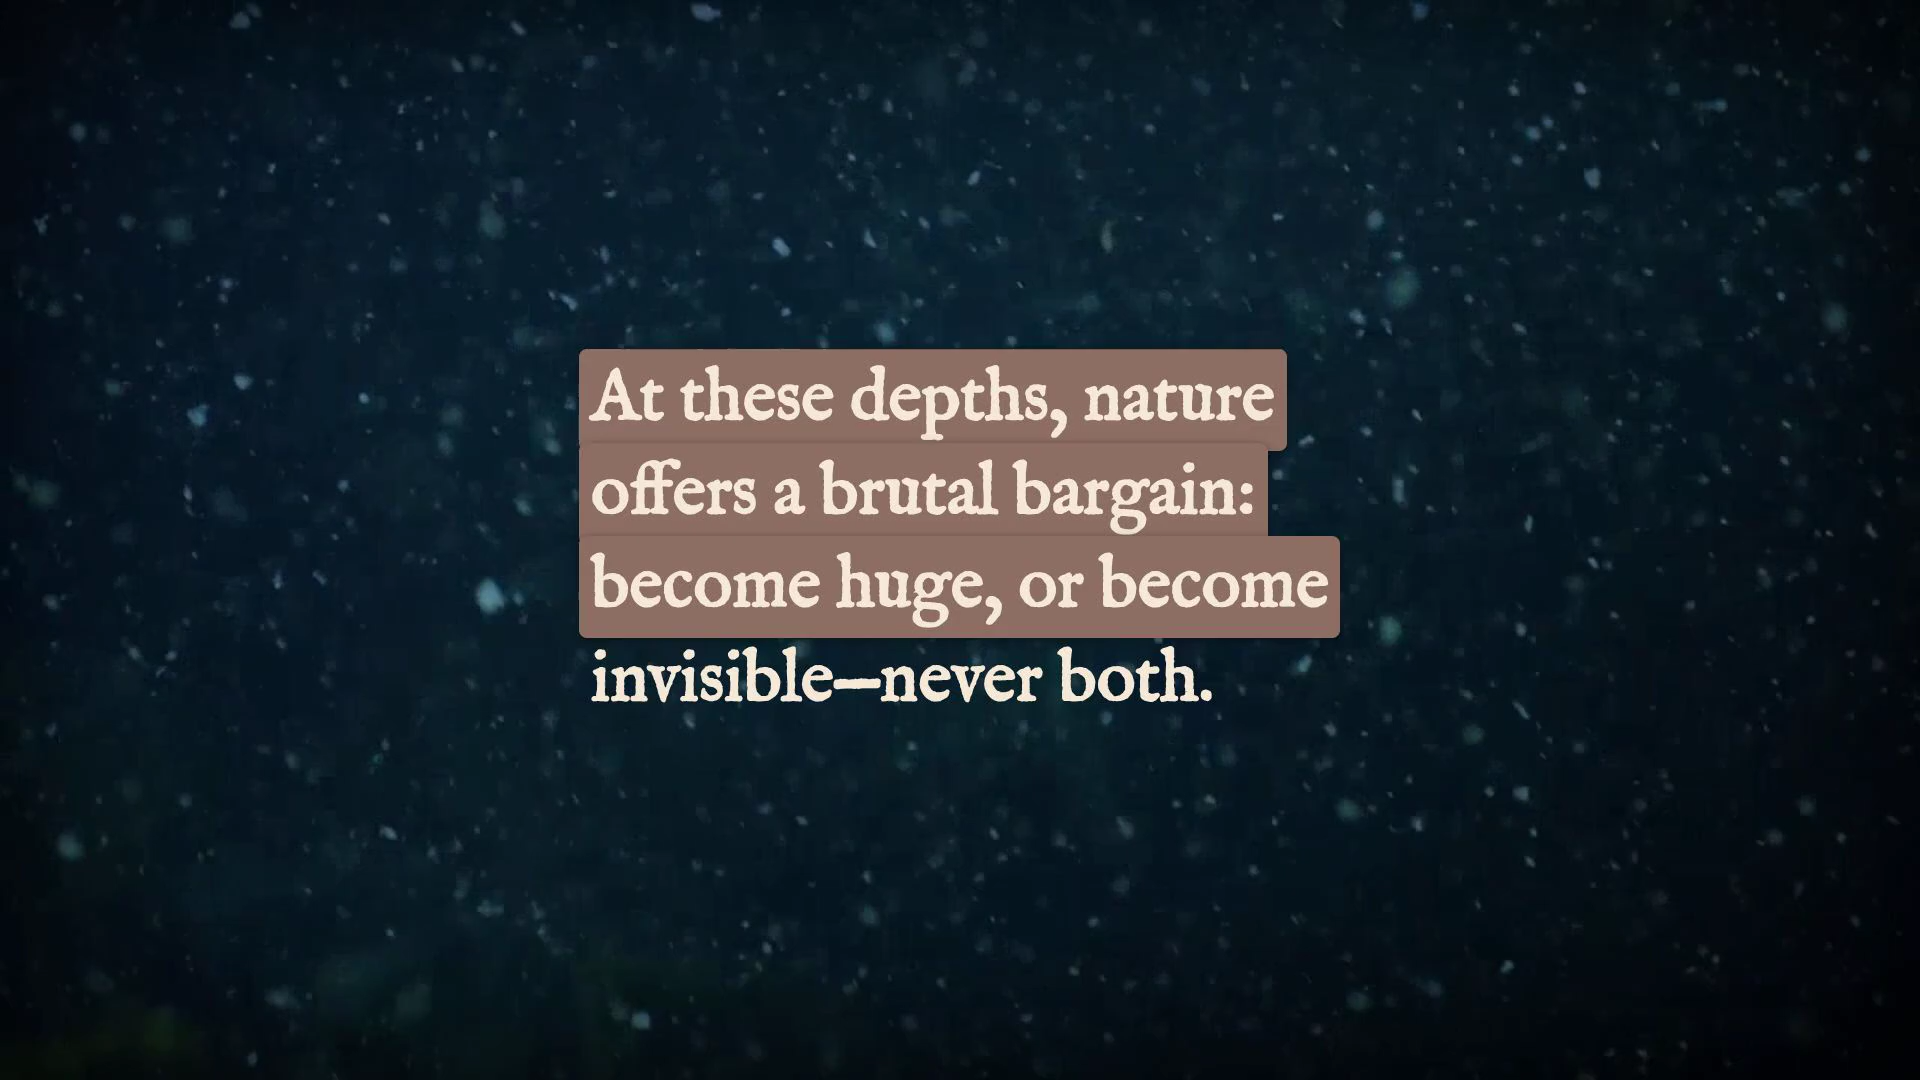 At these depths, nature
offers a brutal bargain:
become huge, or become
invisible—never both.